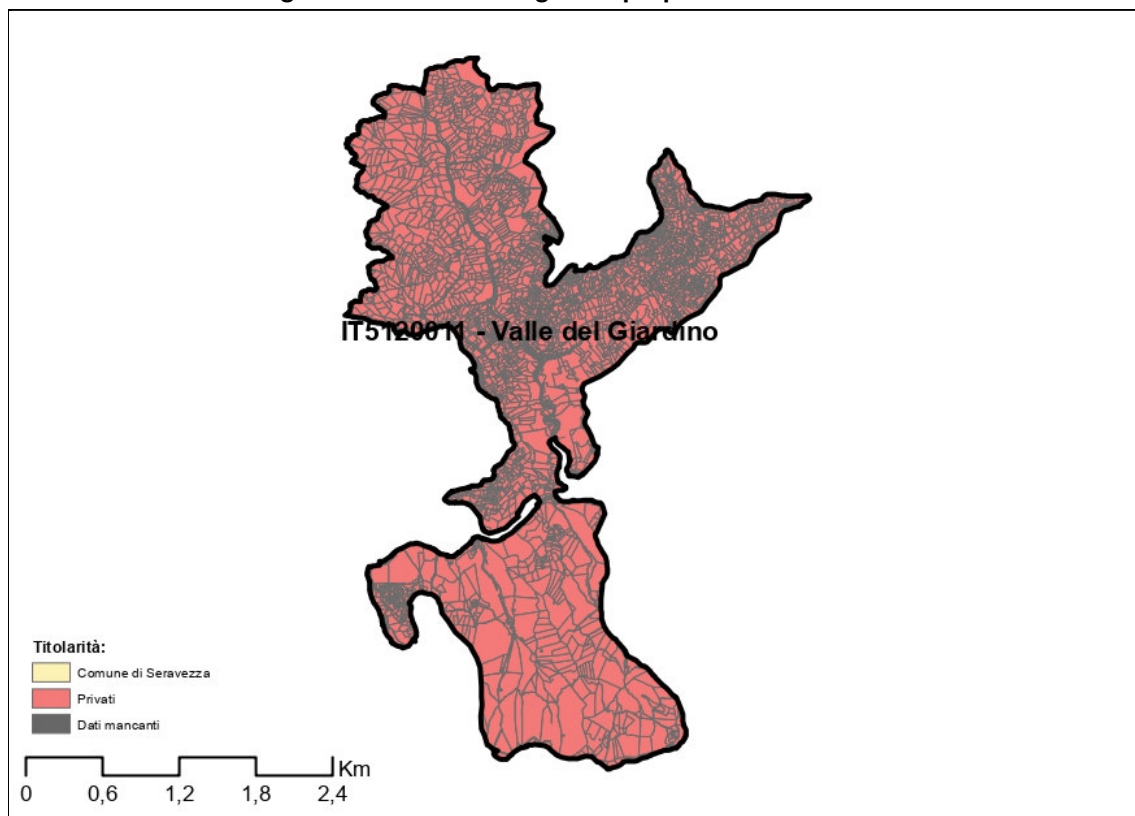 IT5120011 - Valle del Giardino
Titolarità:
Comune di Seravezza
Privati
Dati mancanti
Km
0 0,6 1,2 1,8 2,4